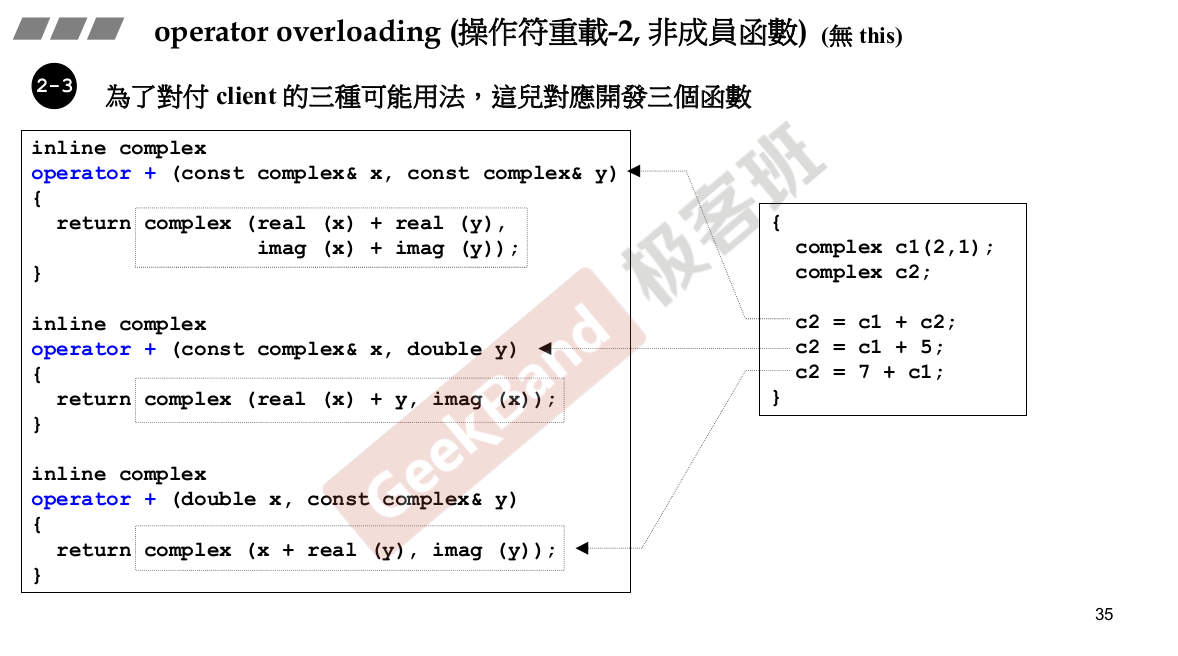 operator overloading (操作符重載-2, 非成員函數) (無 this)
2-3
為了對付 client 的三種可能用法，這兒對應開發三個函數
inline complex
operator + (const complex& x, const complex& y)
{
  return complex (real (x) + real (y),
                  imag (x) + imag (y));
}
inline complex
operator + (const complex& x, double y)
{
  return complex (real (x) + y, imag (x));
}
inline complex
operator + (double x, const complex& y)
{
  return complex (x + real (y), imag (y));
}
{
  complex c1(2,1);
  complex c2;
  c2 = c1 + c2;
  c2 = c1 + 5;
  c2 = 7 + c1;
}
GeekBand 极客班
35